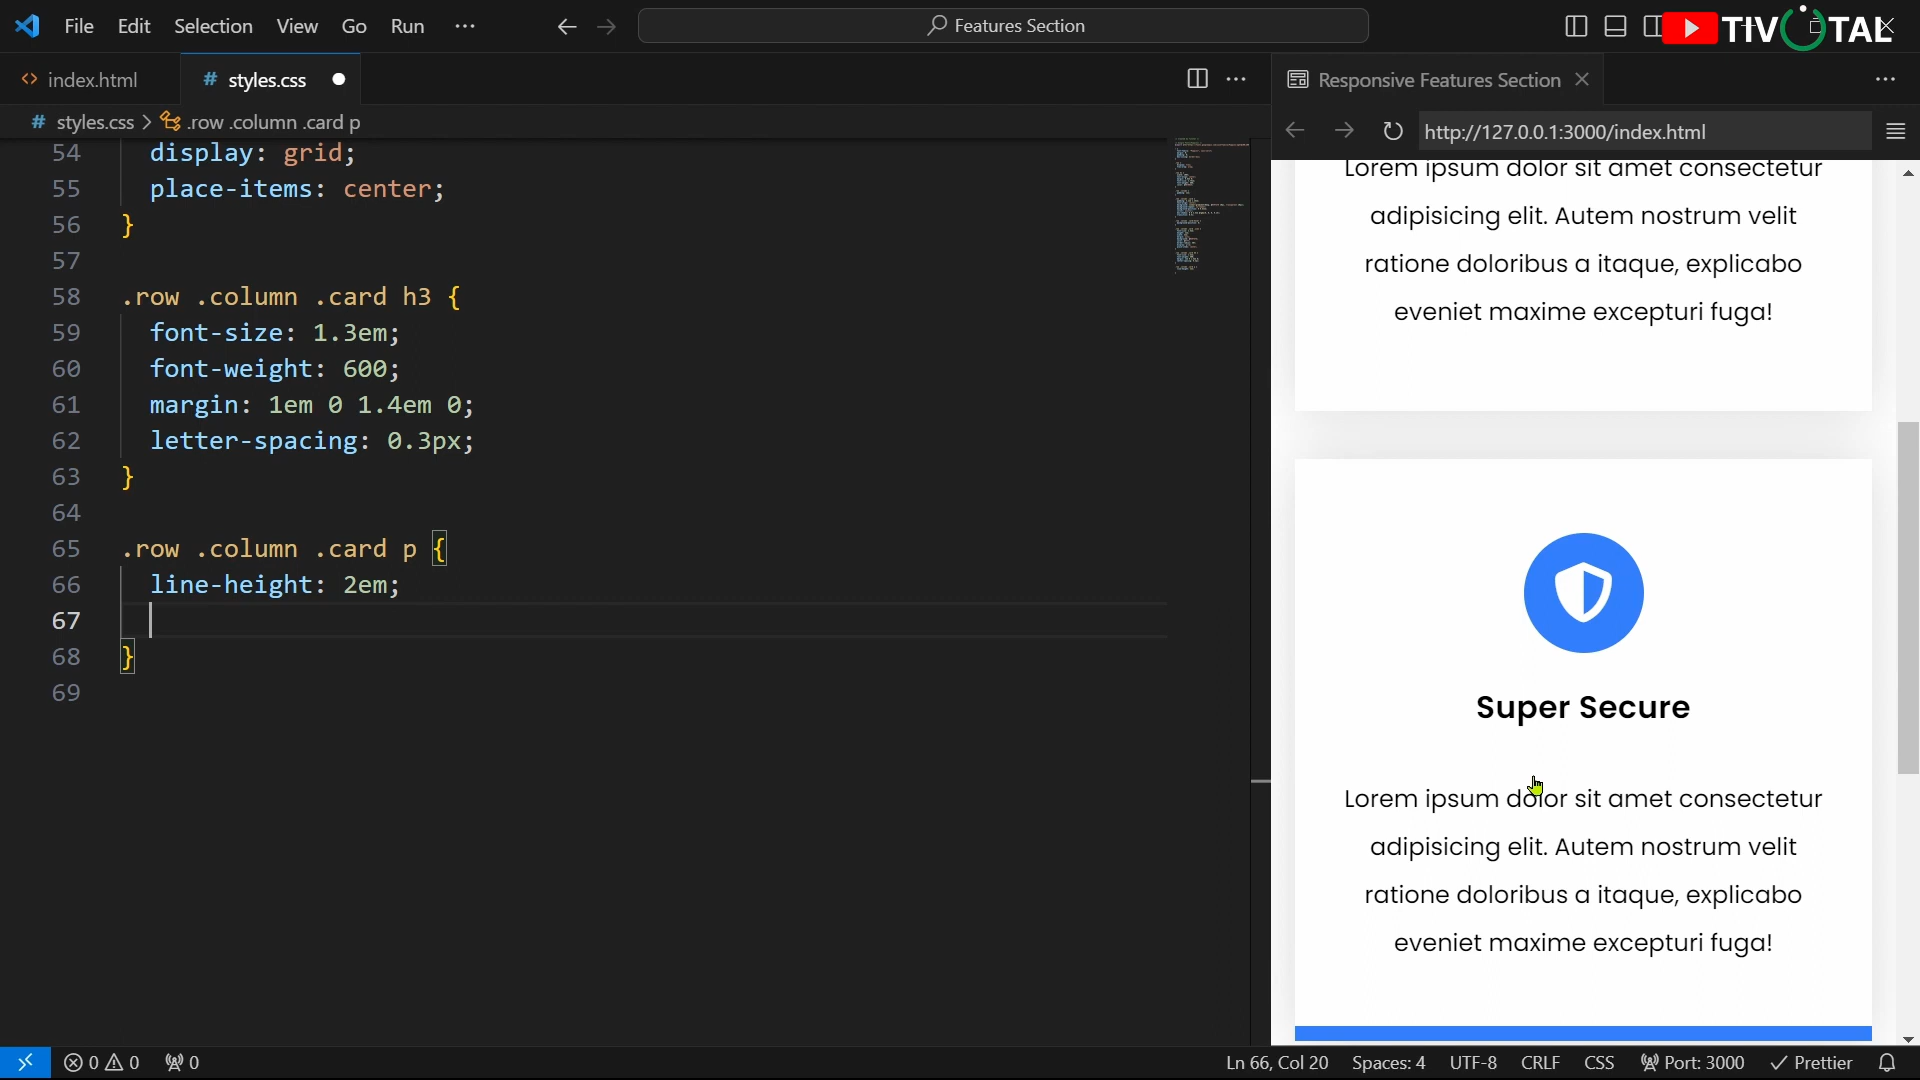 File Edit Selection View Go Run ··· Features Section TIVOTAL
index.html # styles.css
Responsive Features Section
# styles.css > .row .column .card p
http://127.0.0.1:3000/index.html
54 display: grid;
55 place-items: center;
56 }
57
58 .row .column .card h3 {
59 font-size: 1.3em;
60 font-weight: 600;
61 margin: 1em 0 1.4em 0;
62 letter-spacing: 0.3px;
63 }
64
65 .row .column .card p {
66 line-height: 2em;
67
68 }
69
Lorem ipsum dolor sit amet consectetur
adipisicing elit. Autem nostrum velit
ratione doloribus a itaque, explicabo
eveniet maxime excepturi fuga!
Super Secure
Lorem ipsum dolor sit amet consectetur
adipisicing elit. Autem nostrum velit
ratione doloribus a itaque, explicabo
eveniet maxime excepturi fuga!
0 0 0 Ln 66, Col 20 Spaces: 4 UTF-8 CRLF CSS Port: 3000 Prettier